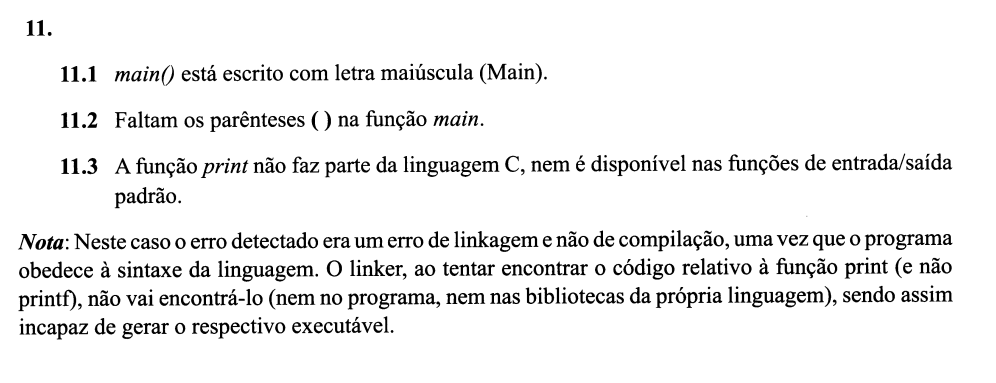 11.
11.1 main() está escrito com letra maiúscula (Main).
11.2 Faltam os parênteses ( ) na função main.
11.3 A função print não faz parte da linguagem C, nem é disponível nas funções de entrada/saída
padrão.
Nota: Neste caso o erro detectado era um erro de linkagem e não de compilação, uma vez que o programa
obedece à sintaxe da linguagem. O linker, ao tentar encontrar o código relativo à função print (e não
printf), não vai encontrá-lo (nem no programa, nem nas bibliotecas da própria linguagem), sendo assim
incapaz de gerar o respectivo executável.